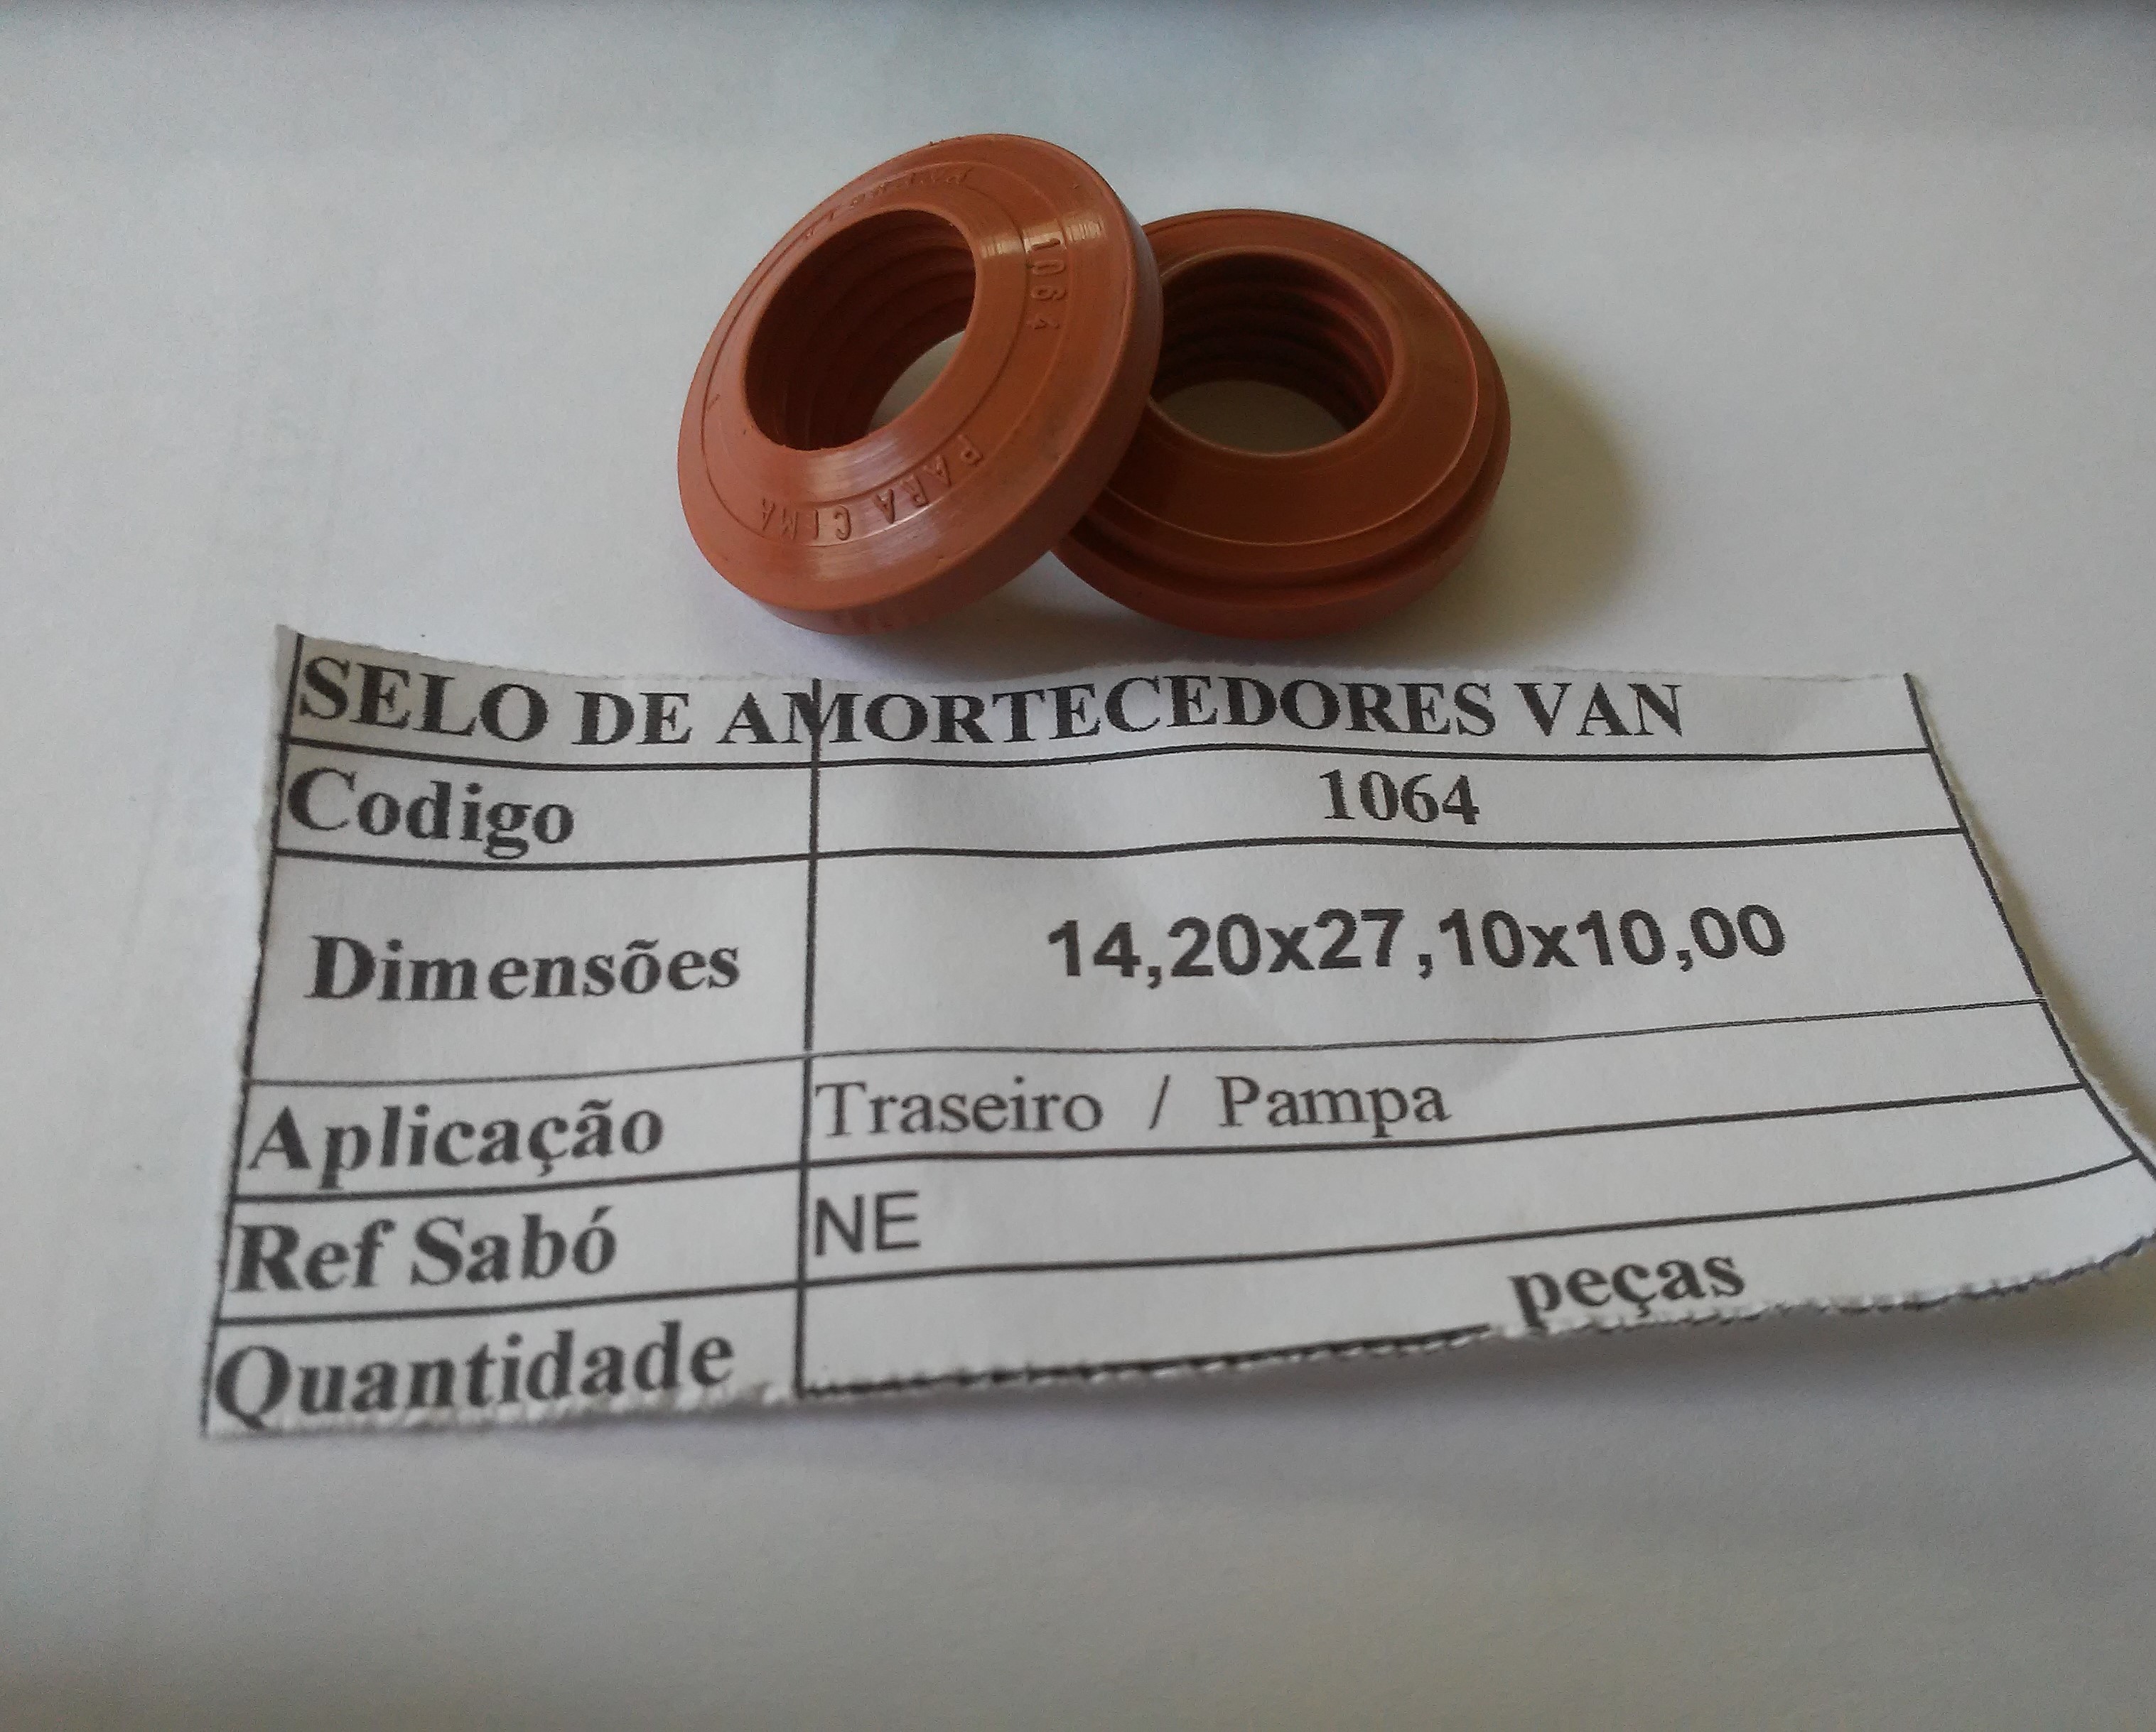 1064
PARA CIMA
SELO DE AMORTECEDORES VAN
Codigo 1064
Dimensões 14,20x27,10x10,00
Aplicação Traseiro / Pampa
Ref Sabó NE
Quantidade peças